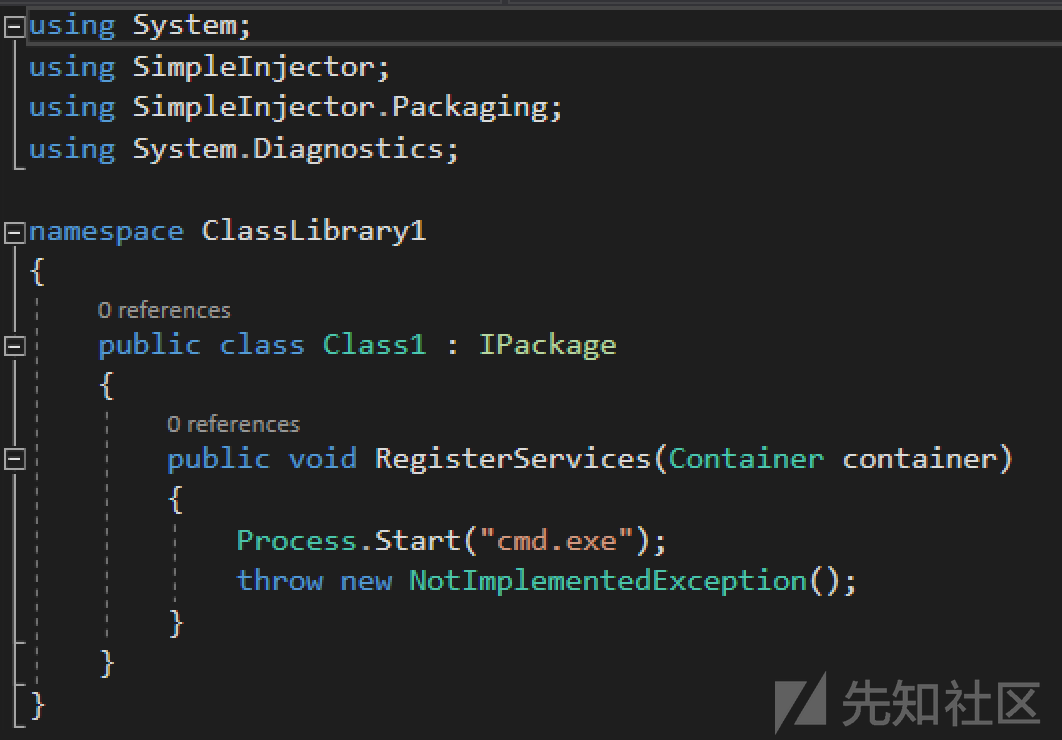 using System;
using SimpleInjector;
using SimpleInjector.Packaging;
using System.Diagnostics;
namespace ClassLibrary1
{
0 references
public class Class1 : IPackage
{
0 references
public void RegisterServices(Container container)
{
Process.Start("cmd.exe");
throw new NotImplementedException();
}
}
}
先知社区